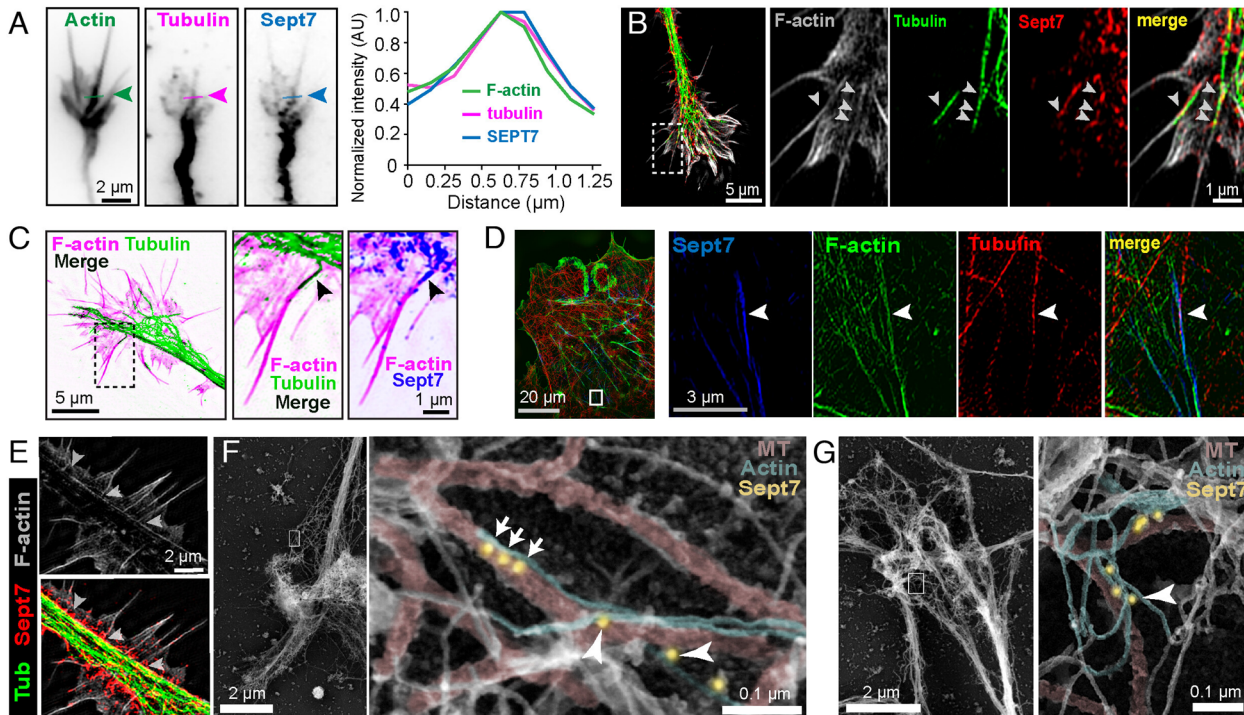 A
Actin
Tubulin
Sept7
2 µm
Normalized intensity (AU)
1.0
0.8
0.6
0.4
0.2
0
F-actin
tubulin
SEPT7
0 0.25 0.5 0.75 1.0 1.25
Distance (µm)
B
5 µm
F-actin
Tubulin
Sept7
merge
1 µm
C
F-actin Tubulin
Merge
5 µm
F-actin
Tubulin
Merge
F-actin
Sept7
1 µm
D
20 µm
Sept7
3 µm
F-actin
Tubulin
merge
E
Tub Sept7 F-actin
2 µm
F
2 µm
MT
Actin
Sept7
0.1 µm
G
2 µm
MT
Actin
Sept7
0.1 µm